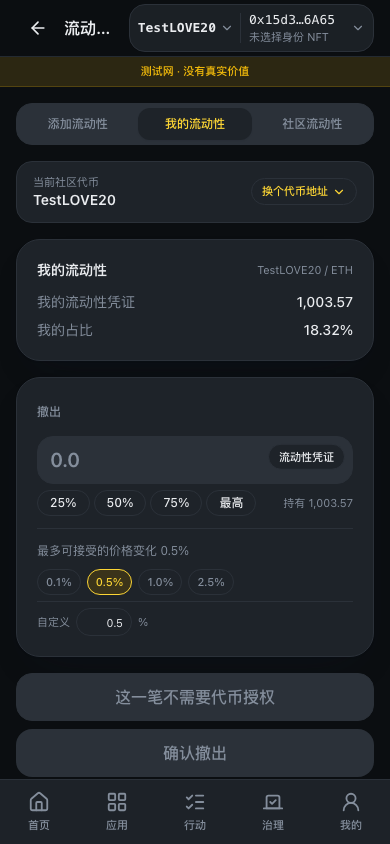 流动...
TestLOVE20
0x15d3…6A65
未选择身份 NFT
测试网 · 没有真实价值
添加流动性
我的流动性
社区流动性
当前社区代币
TestLOVE20
换个代币地址
我的流动性
TestLOVE20 / ETH
我的流动性凭证
1,003.57
我的占比
18.32%
撤出
0.0
流动性凭证
25%
50%
75%
最高
持有 1,003.57
最多可接受的价格变化 0.5%
0.1%
0.5%
1.0%
2.5%
自定义
0.5
%
这一笔不需要代币授权
确认撤出
首页
应用
行动
治理
我的